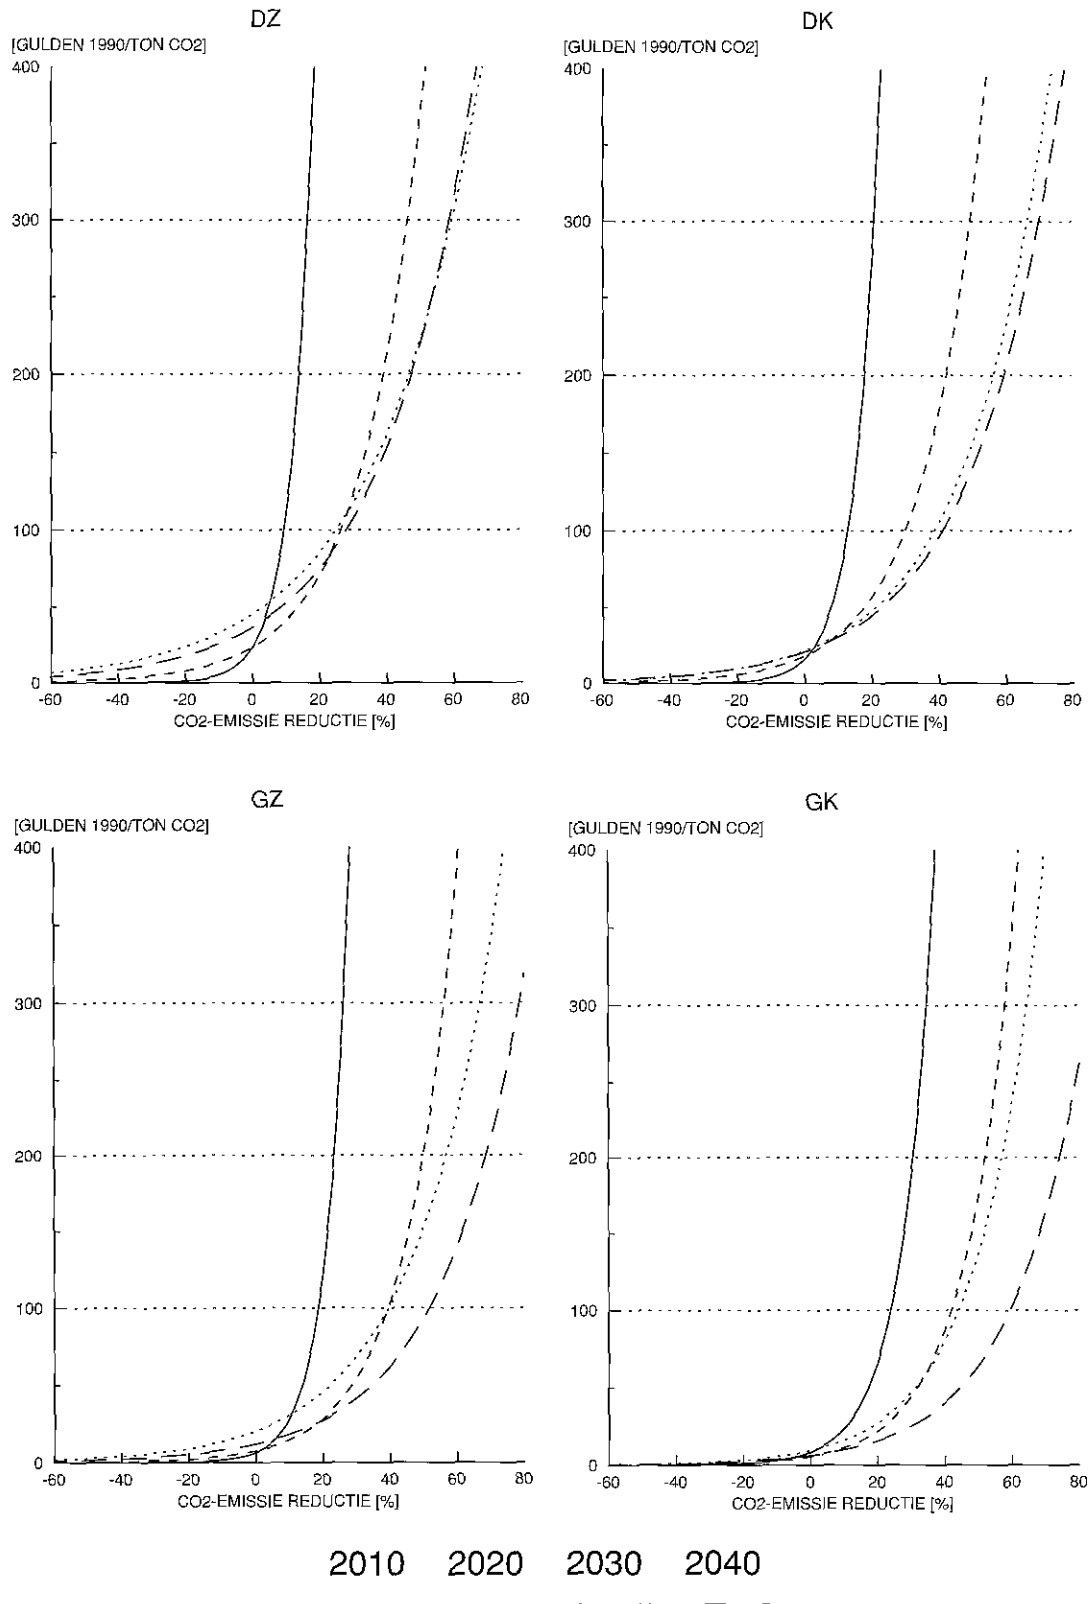 DZ
[GULDEN 1990/TON CO2]
400
300
200
100
0
-60 -40 -20 0 20 40 60 80
CO2-EMISSIE REDUCTIE [%]
DK
[GULDEN 1990/TON CO2]
400
300
200
100
0
-60 -40 -20 0 20 40 60 80
CO2-EMISSIE REDUCTIE [%]
GZ
[GULDEN 1990/TON CO2]
400
300
200
100
0
-60 -40 -20 0 20 40 60 80
CO2-EMISSIE REDUCTIE [%]
GK
[GULDEN 1990/TON CO2]
400
300
200
100
0
-60 -40 -20 0 20 40 60 80
CO2-EMISSIE REDUCTIE [%]
2010 2020 2030 2040